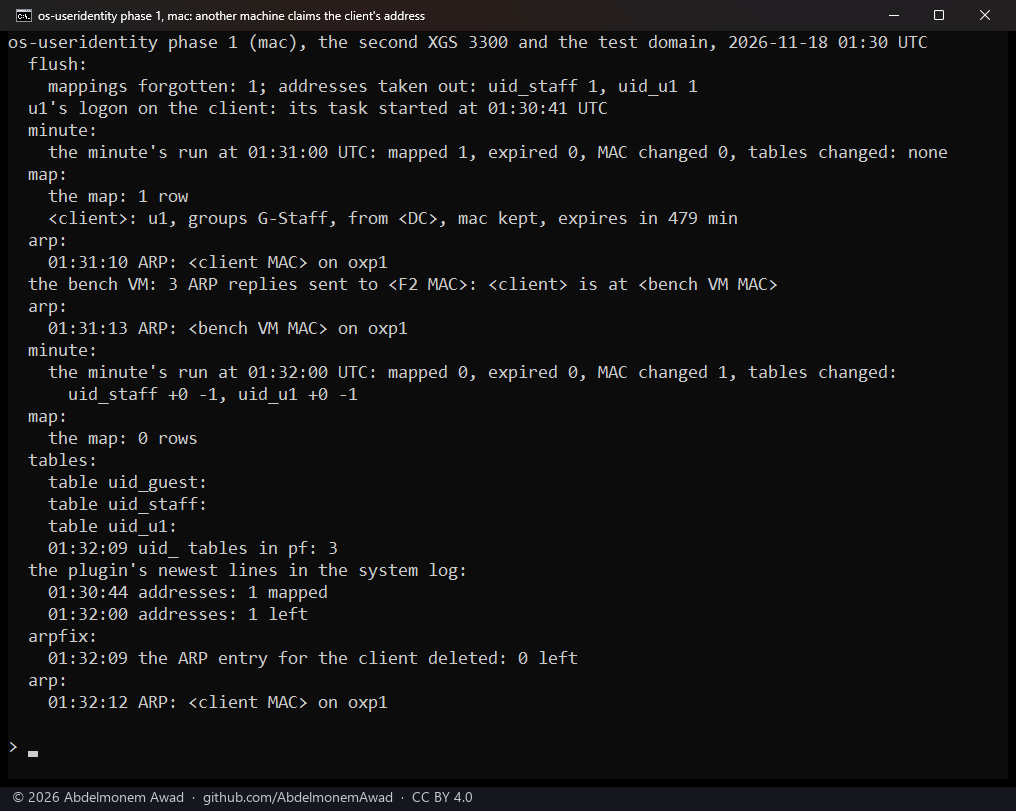 os-useridentity phase 1, mac: another machine claims the client's address
os-useridentity phase 1 (mac), the second XGS 3300 and the test domain, 2026-11-18 01:30 UTC
flush:
mappings forgotten: 1; addresses taken out: uid_staff 1, uid_u1 1
u1's logon on the client: its task started at 01:30:41 UTC
minute:
the minute's run at 01:31:00 UTC: mapped 1, expired 0, MAC changed 0, tables changed: none
map:
the map: 1 row
<client>: u1, groups G-Staff, from <DC>, mac kept, expires in 479 min
arp:
01:31:10 ARP: <client MAC> on oxp1
the bench VM: 3 ARP replies sent to <F2 MAC>: <client> is at <bench VM MAC>
arp:
01:31:13 ARP: <bench VM MAC> on oxp1
minute:
the minute's run at 01:32:00 UTC: mapped 0, expired 0, MAC changed 1, tables changed:
uid_staff +0 -1, uid_u1 +0 -1
map:
the map: 0 rows
tables:
table uid_guest:
table uid_staff:
table uid_u1:
01:32:09 uid_ tables in pf: 3
the plugin's newest lines in the system log:
01:30:44 addresses: 1 mapped
01:32:00 addresses: 1 left
arpfix:
01:32:09 the ARP entry for the client deleted: 0 left
arp:
01:32:12 ARP: <client MAC> on oxp1
>
© 2026 Abdelmonem Awad · github.com/AbdelmonemAwad · CC BY 4.0